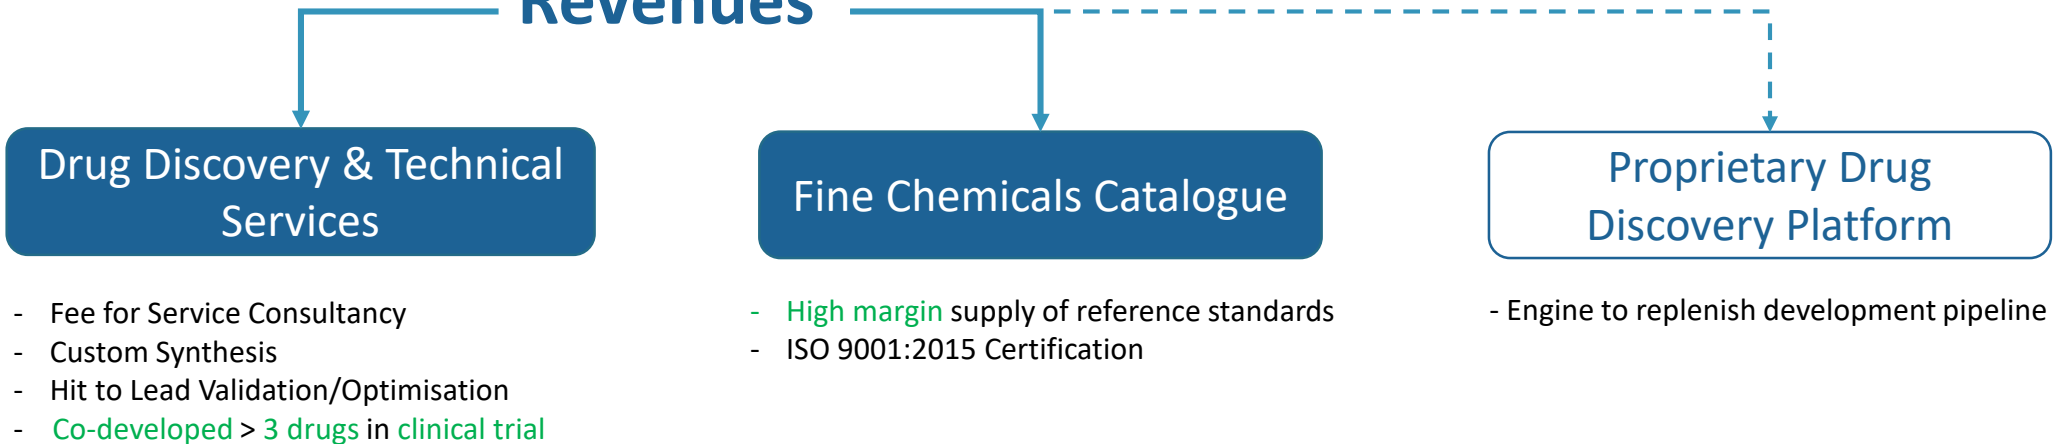 Revenues
Drug Discovery & Technical
Services
- Fee for Service Consultancy
- Custom Synthesis
- Hit to Lead Validation/Optimisation
- Co-developed > 3 drugs in clinical trial
Fine Chemicals Catalogue
- High margin supply of reference standards
- ISO 9001:2015 Certification
Proprietary Drug
Discovery Platform
- Engine to replenish development pipeline